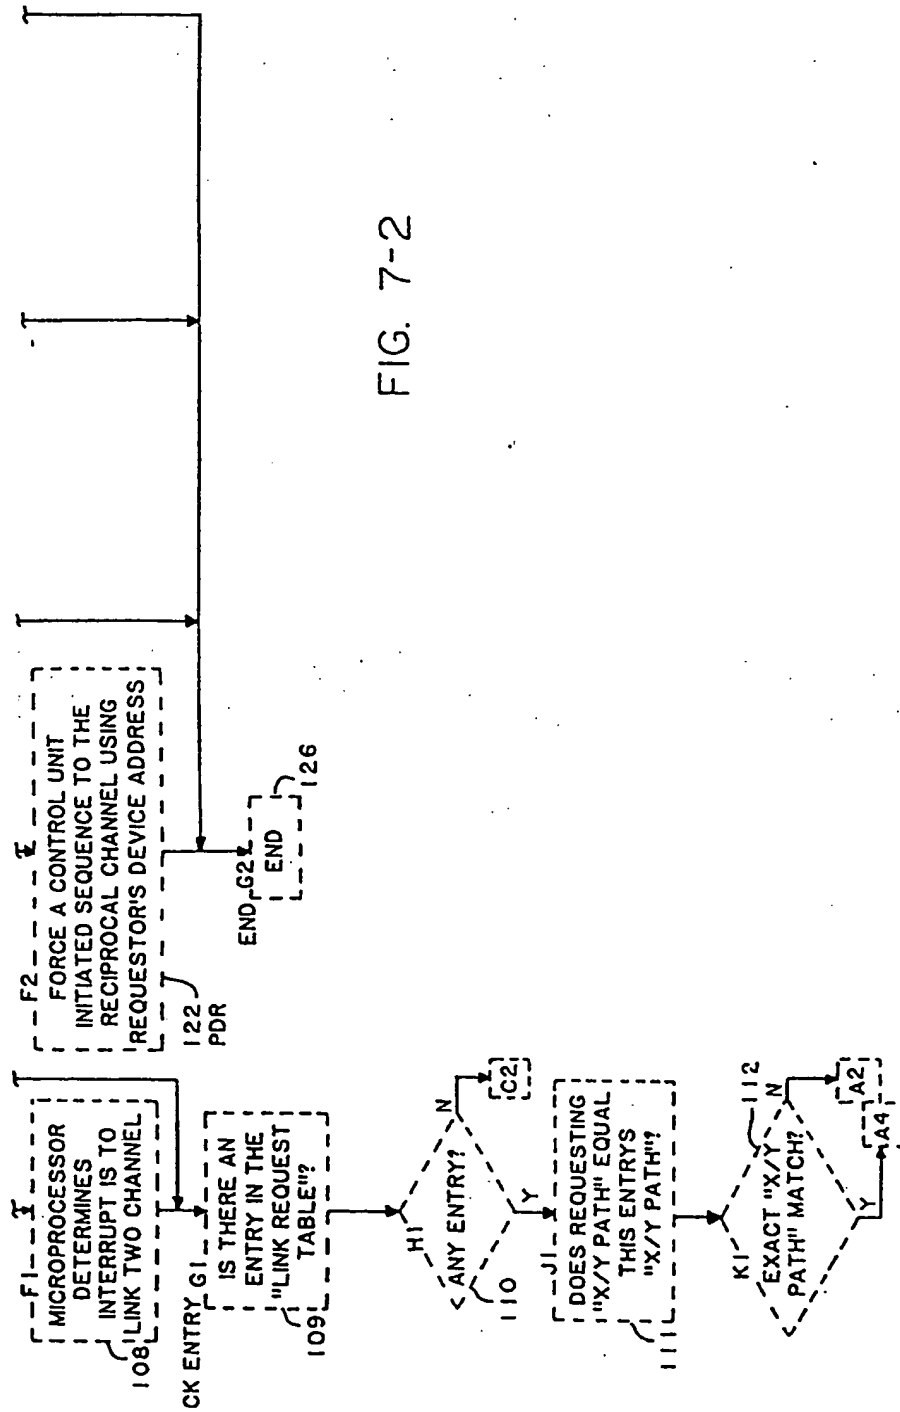 F1
MICROPROCESSOR
DETERMINES
INTERRUPT IS TO
LINK TWO CHANNEL
108
CK ENTRY G1
IS THERE AN
ENTRY IN THE
"LINK REQUEST
TABLE"?
109
H1
ANY ENTRY?
N
C2
110
Y
J1
DOES REQUESTING
"X/Y PATH" EQUAL
THIS ENTRYS
"X/Y PATH"?
111
K1
EXACT "X/Y
PATH" MATCH?
112
N
A2
Y
A4
F2
FORCE A CONTROL UNIT
INITIATED SEQUENCE TO THE
RECIPROCAL CHANNEL USING
REQUESTOR'S DEVICE ADDRESS
122
PDR
END G2
END
126
FIG. 7-2